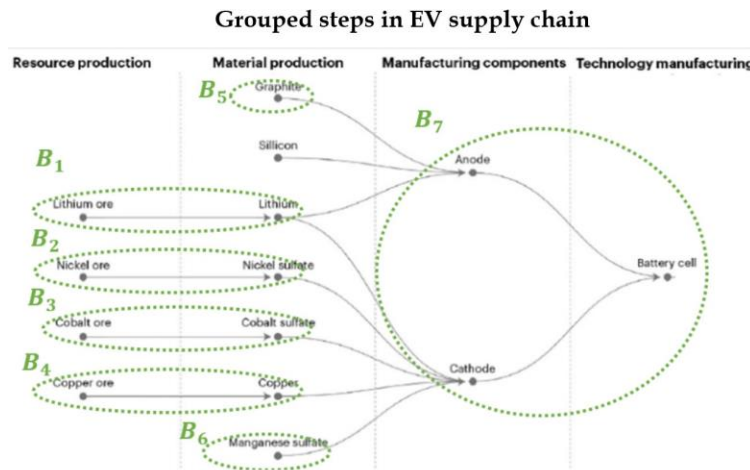 Grouped steps in EV supply chain
Resource production Material production Manufacturing components Technology manufacturing
B5 Graphite
B7
Sillicon
Anode
B1
Lithium ore Lithium
B2
Nickel ore Nickel sulfate
Battery cell
B3
Cobalt ore Cobalt sulfate
B4
Cathode
Copper ore Copper
B6
Manganese sulfate